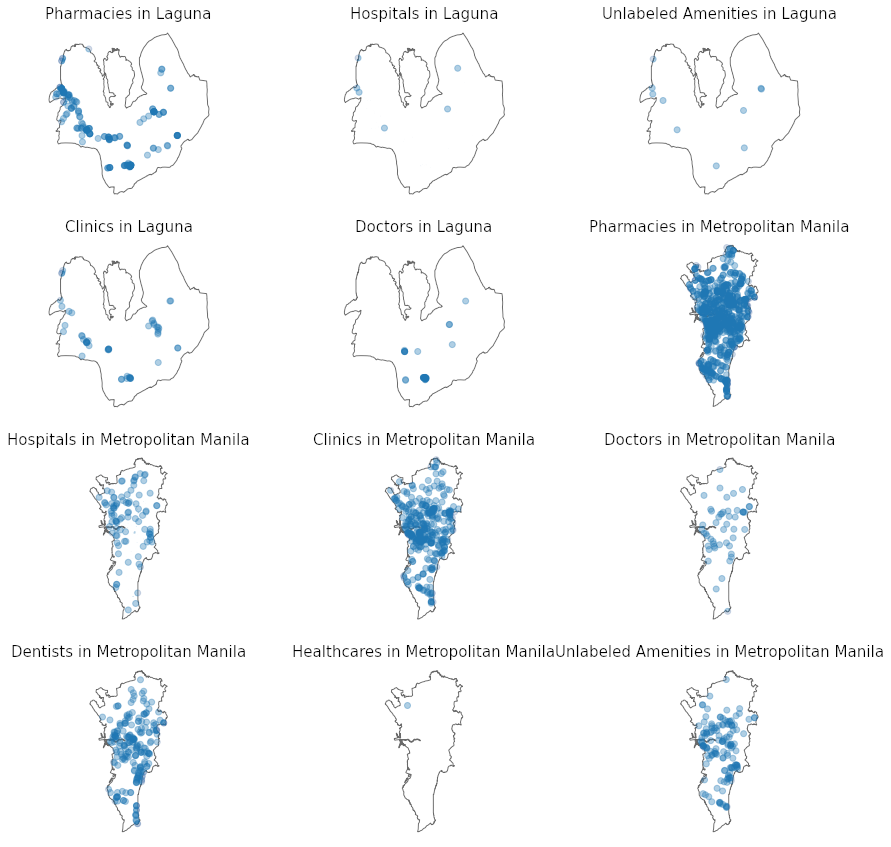 Pharmacies in Laguna
Hospitals in Laguna
Unlabeled Amenities in Laguna
Clinics in Laguna
Doctors in Laguna
Pharmacies in Metropolitan Manila
Hospitals in Metropolitan Manila
Clinics in Metropolitan Manila
Doctors in Metropolitan Manila
Dentists in Metropolitan Manila
Healthcares in Metropolitan Manila
Unlabeled Amenities in Metropolitan Manila